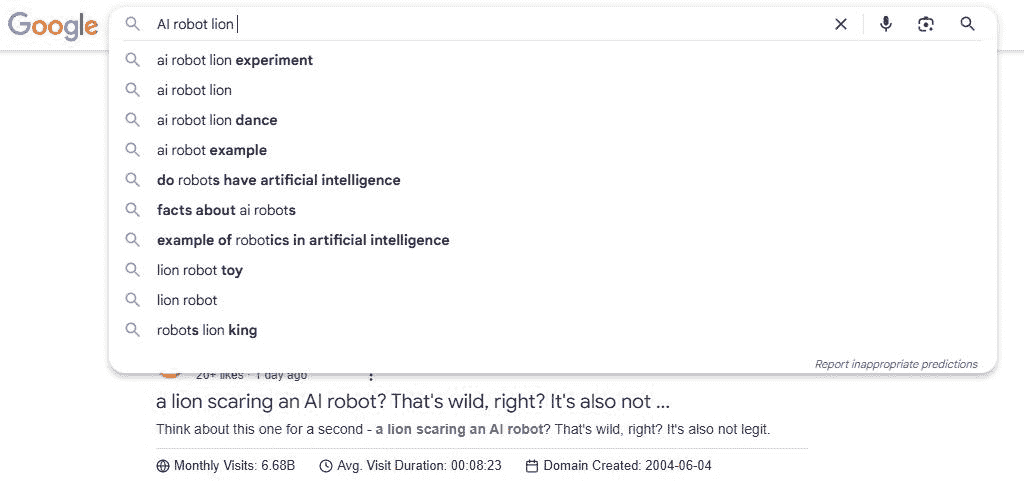 Google
AI robot lion
ai robot lion experiment
ai robot lion
ai robot lion dance
ai robot example
do robots have artificial intelligence
facts about ai robots
example of robotics in artificial intelligence
lion robot toy
lion robot
robots lion king
Report inappropriate predictions
20+ likes · 1 day ago
a lion scaring an AI robot? That's wild, right? It's also not ...
Think about this one for a second - a lion scaring an AI robot? That's wild, right? It's also not legit.
Monthly Visits: 6.68B Avg. Visit Duration: 00:08:23 Domain Created: 2004-06-04